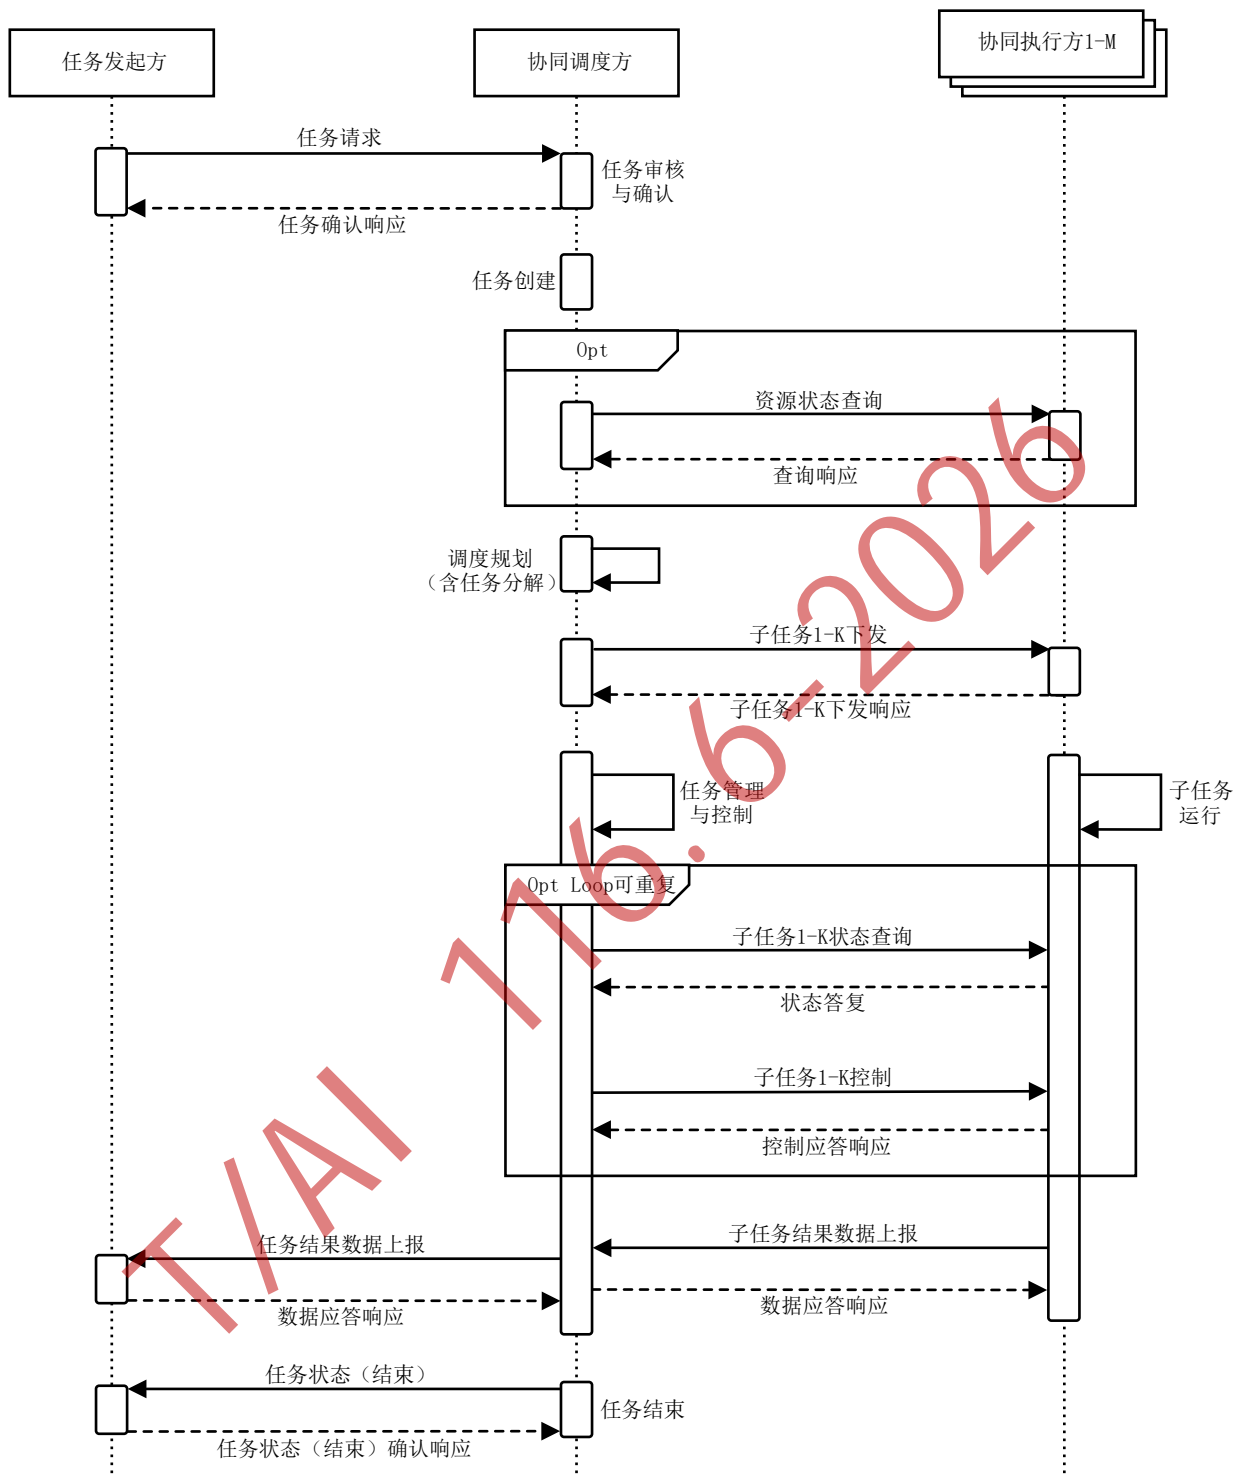 任务发起方
协同调度方
协同执行方1-M
任务请求
任务审核
与确认
任务确认响应
任务创建
Opt
资源状态查询
查询响应
调度规划
（含任务分解）
子任务1-K下发
子任务1-K下发响应
任务管理
与控制
子任务
运行
Opt Loop可重复
子任务1-K状态查询
状态答复
子任务1-K控制
控制应答响应
子任务结果数据上报
任务结果数据上报
数据应答响应
数据应答响应
任务状态（结束）
任务结束
任务状态（结束）确认响应
T/AI 116.6-2026